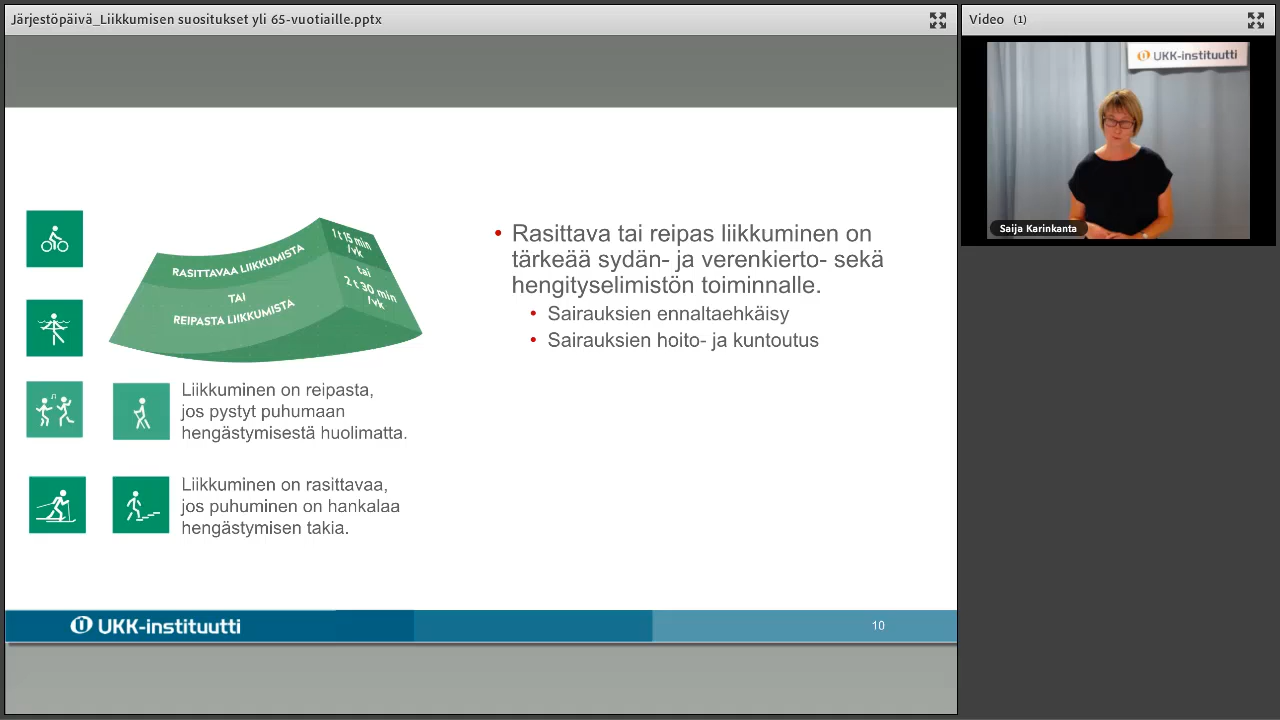 Järjestöpäivä_Liikkumisen suositukset yli 65-vuotiaille.pptx
Video (1)
UKK-instituutti
Saija Karinkanta
RASITTAVAA LIIKKUMISTA
TAI
REIPASTA LIIKKUMISTA
1 t 15 min
/vk
tai
2 t 30 min
/vk
Liikkuminen on reipasta,
jos pystyt puhumaan
hengästymisestä huolimatta.
Liikkuminen on rasittavaa,
jos puhuminen on hankalaa
hengästymisen takia.
• Rasittava tai reipas liikkuminen on
tärkeää sydän- ja verenkierto- sekä
hengityselimistön toiminnalle.
• Sairauksien ennaltaehkäisy
• Sairauksien hoito- ja kuntoutus
UKK-instituutti
10